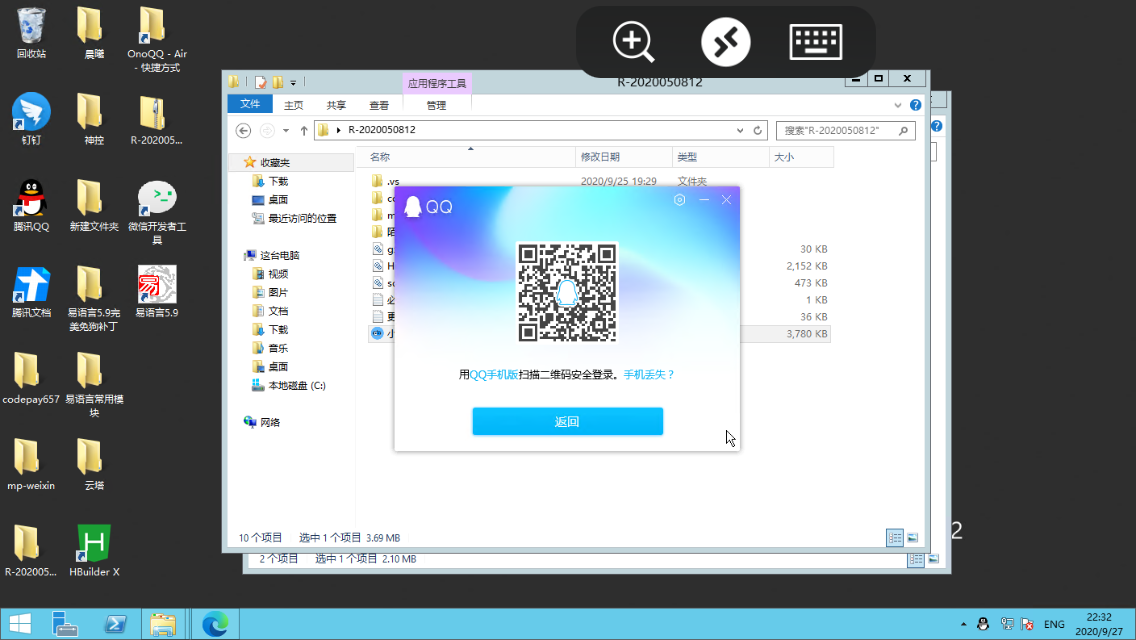 回收站
晨曦
OnoQQ - Air
- 快捷方式
钉钉
神控
R-202005...
腾讯QQ
新建文件夹
微信开发者工
具
腾讯文档
易语言5.9完
美免狗补丁
易语言5.9
codepay657
易语言常用模
块
mp-weixin
云塔
R-202005...
HBuilder X
应用程序工具
R-2020050812
文件
主页
共享
查看
管理
R-2020050812
搜索"R-2020050812"
收藏夹
下载
桌面
最近访问的位置
这台电脑
视频
图片
文档
下载
音乐
桌面
本地磁盘 (C:)
网络
名称
修改日期
类型
大小
.vs
2020/9/25 19:29
文件夹
30 KB
2,152 KB
473 KB
1 KB
36 KB
3,780 KB
QQ
用QQ手机版扫描二维码安全登录。手机丢失？
返回
10 个项目
选中 1 个项目 3.69 MB
2 个项目
选中 1 个项目 2.10 MB
2
ENG
22:32
2020/9/27